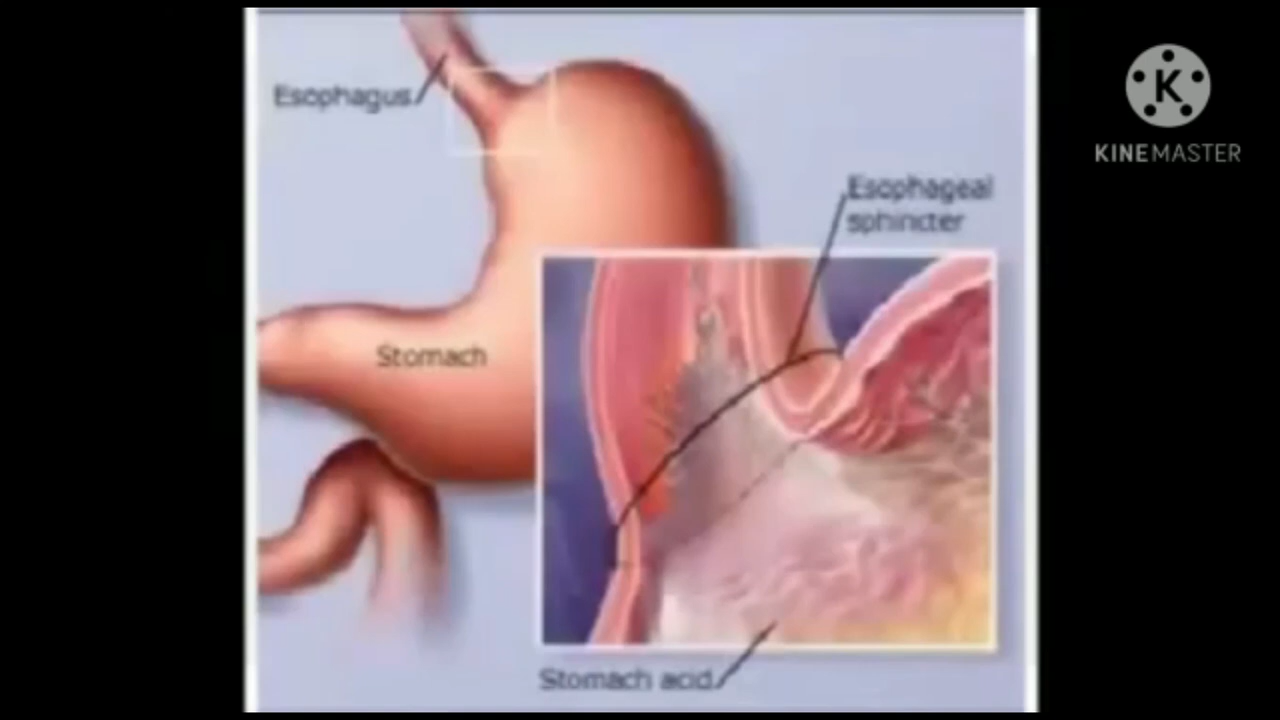 Esophagus
K
KINEMASTER
Esophageal
sphincter
Stomach
Stomach acid